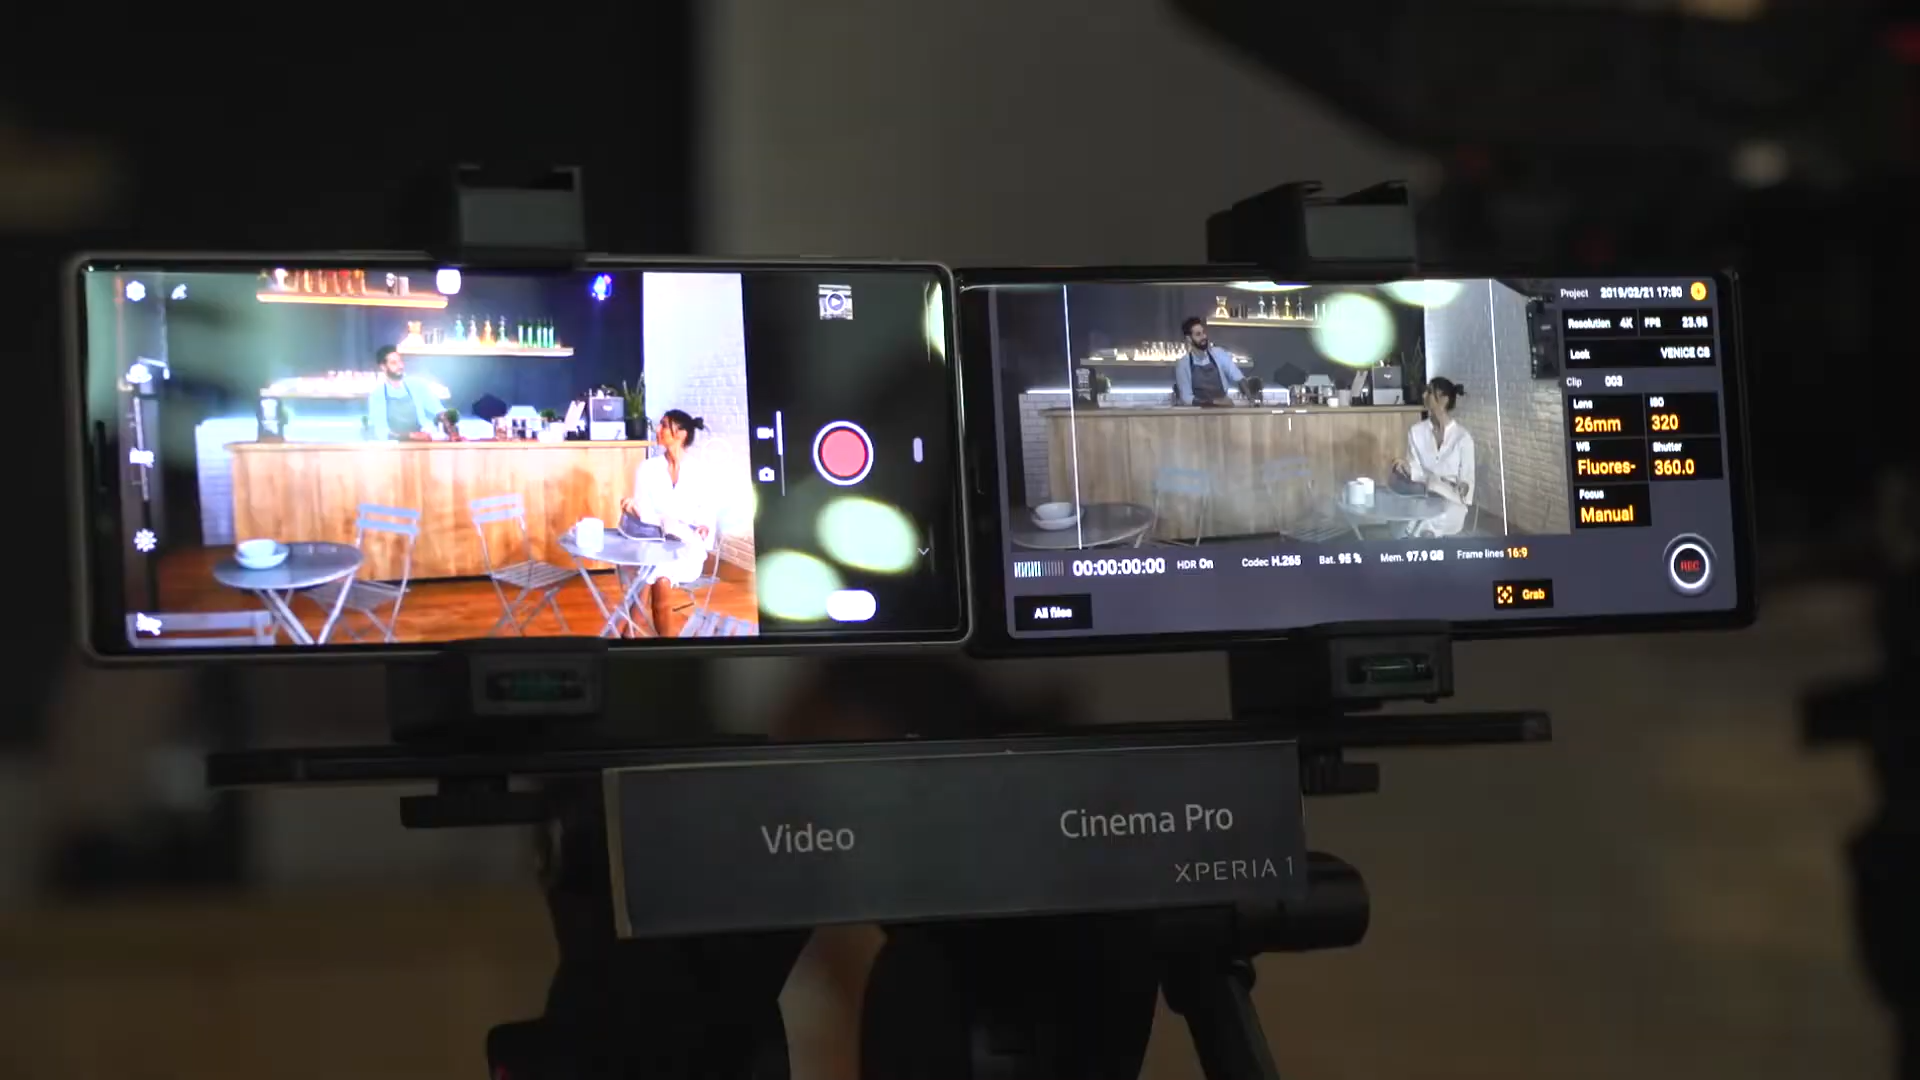 Project 2019/02/21 17:50
Resolution 4K FPS 23.98
Look VENICE CS
Clip 003
Lens ISO
26mm 320
WB Shutter
Fluores- 360.0
Focus
Manual
00:00:00:00 HDR On Codec H.265 Bat. 95 % Mem. 97.9 GB Frame lines 16:9
REC
Grab
All files
Video
Cinema Pro
XPERIA 1